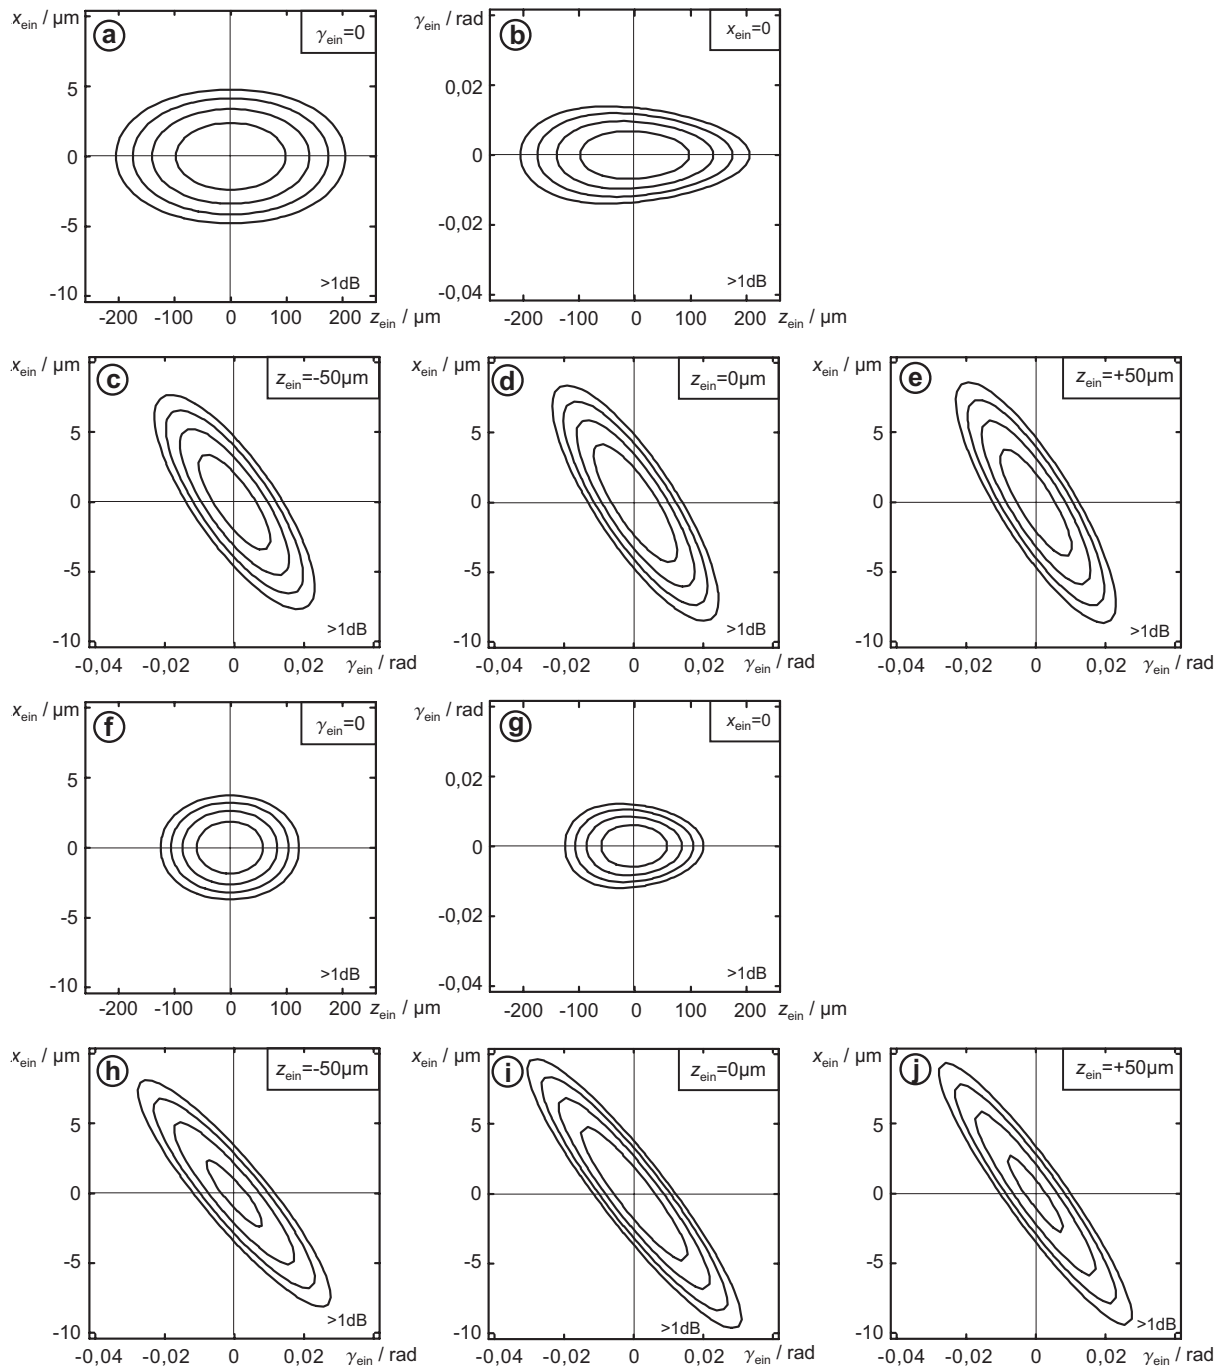 x_ein / µm
a
γ_ein=0
5
0
-5
-10
>1dB
-200 -100 0 100 200 z_ein / µm
γ_ein / rad
b
x_ein=0
0,02
0
-0,02
-0,04
>1dB
-200 -100 0 100 200 z_ein / µm
x_ein / µm
c
z_ein=-50µm
5
0
-5
-10
>1dB
-0,04 -0,02 0 0,02 γ_ein / rad
x_ein / µm
d
z_ein=0µm
5
0
-5
-10
>1dB
-0,04 -0,02 0 0,02 γ_ein / rad
x_ein / µm
e
z_ein=+50µm
5
0
-5
-10
>1dB
-0,04 -0,02 0 0,02 γ_ein / rad
x_ein / µm
f
γ_ein=0
5
0
-5
-10
>1dB
-200 -100 0 100 200 z_ein / µm
γ_ein / rad
g
x_ein=0
0,02
0
-0,02
-0,04
>1dB
-200 -100 0 100 200 z_ein / µm
x_ein / µm
h
z_ein=-50µm
5
0
-5
-10
>1dB
-0,04 -0,02 0 0,02 γ_ein / rad
x_ein / µm
i
z_ein=0µm
5
0
-5
-10
>1dB
-0,04 -0,02 0 0,02 γ_ein / rad
x_ein / µm
j
z_ein=+50µm
5
0
-5
-10
>1dB
-0,04 -0,02 0 0,02 γ_ein / rad